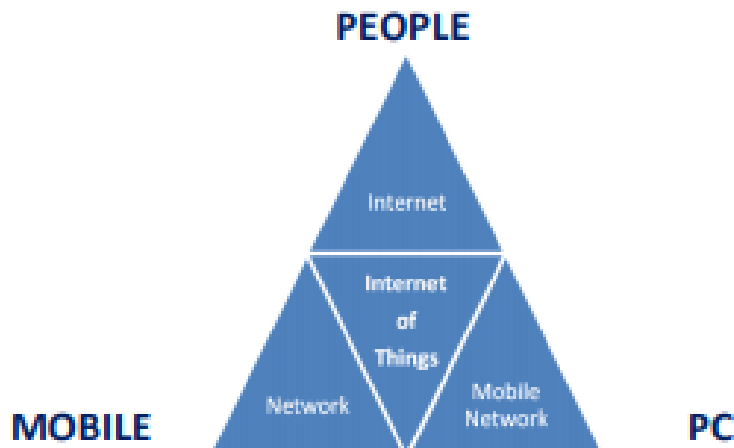 PEOPLE
Internet
Internet
of
Things
Network
Mobile
Network
MOBILE
PC